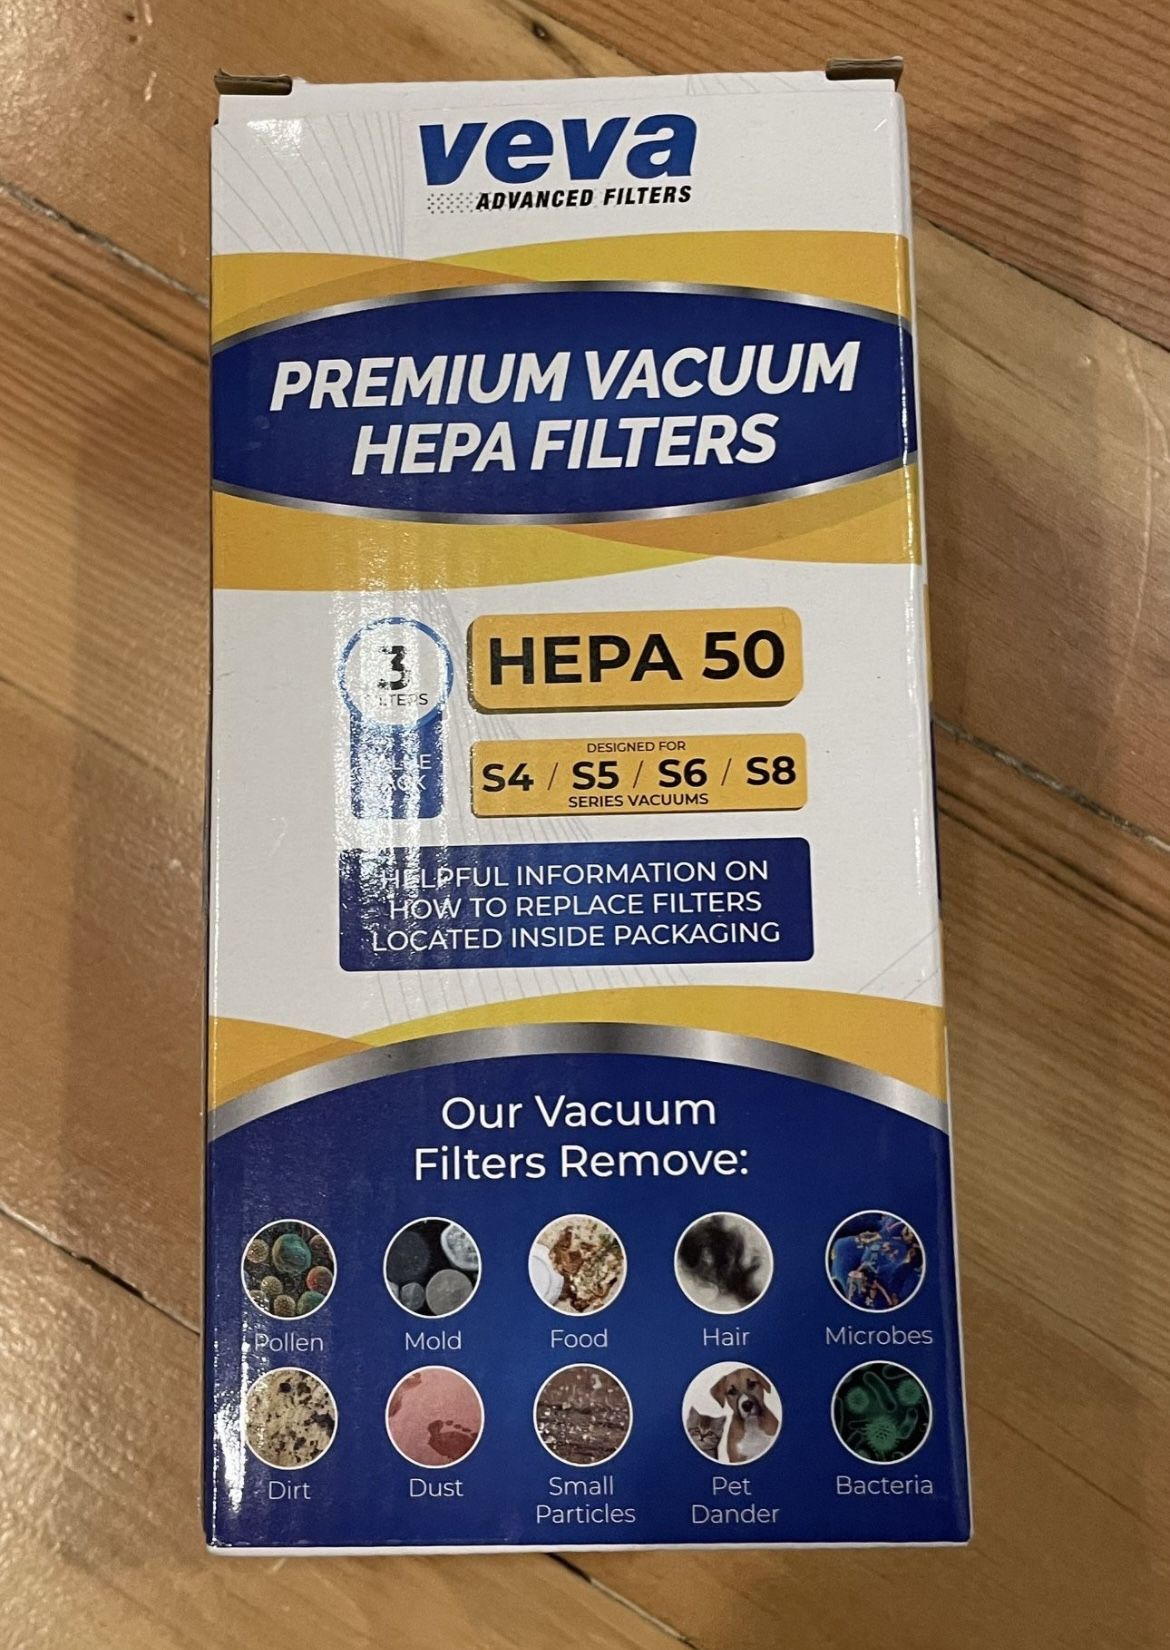 veva
ADVANCED FILTERS
PREMIUM VACUUM
HEPA FILTERS
3
HEPA 50
DESIGNED FOR
S4 / S5 / S6 / S8
SERIES VACUUMS
HELPFUL INFORMATION ON
HOW TO REPLACE FILTERS
LOCATED INSIDE PACKAGING
Our Vacuum
Filters Remove:
Pollen
Mold
Food
Hair
Microbes
Dirt
Dust
Small
Particles
Pet
Dander
Bacteria